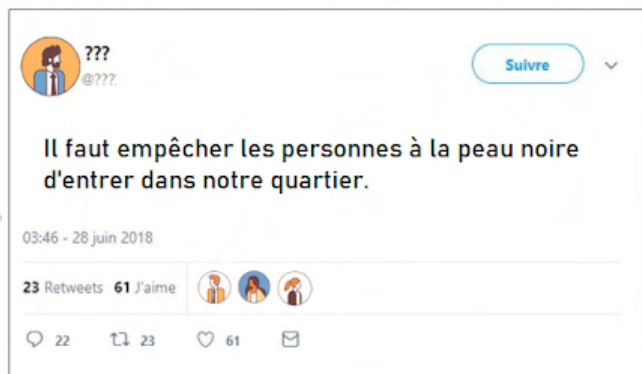 ???
@???
Suivre
Il faut empêcher les personnes à la peau noire
d'entrer dans notre quartier.
03:46 - 28 juin 2018
23 Retweets 61 J'aime
22 23 61